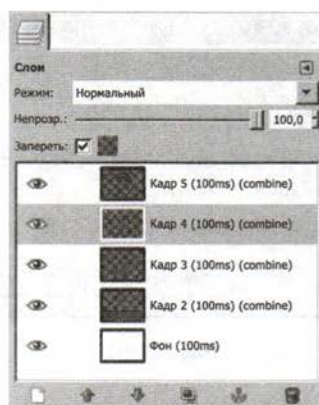 Слои
Режим: Нормальный
Непрозр.: 100,0
Запереть:
Кадр 5 (100ms) (combine)
Кадр 4 (100ms) (combine)
Кадр 3 (100ms) (combine)
Кадр 2 (100ms) (combine)
Фон (100ms)